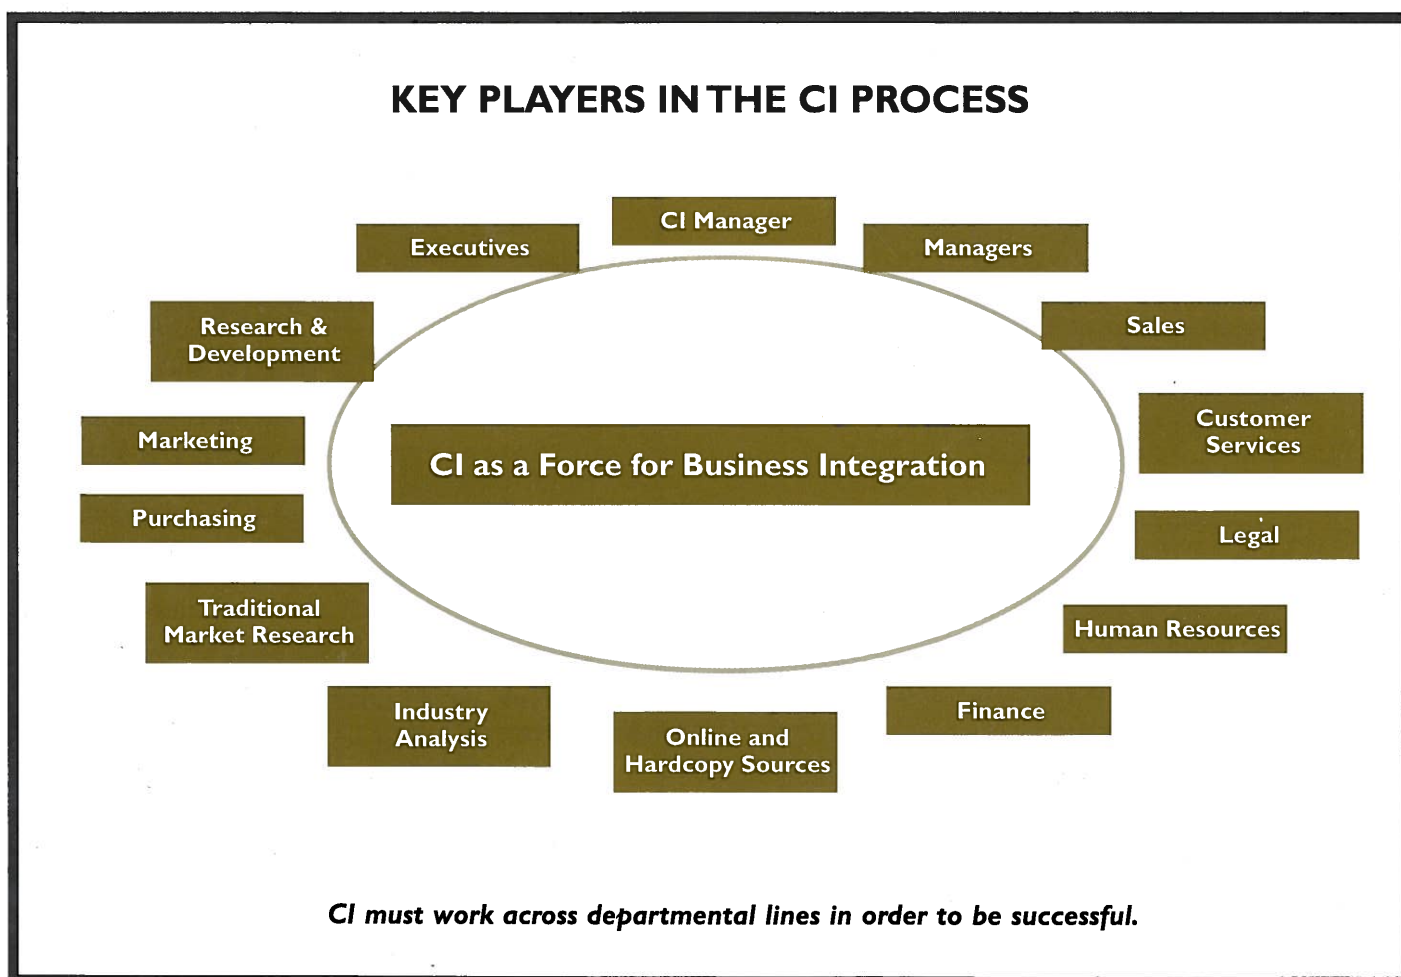 KEY PLAYERS IN THE CI PROCESS
CI Manager
Executives
Managers
Research &
Development
Sales
Marketing
Customer
Services
CI as a Force for Business Integration
Purchasing
Legal
Traditional
Market Research
Human Resources
Industry
Analysis
Finance
Online and
Hardcopy Sources
CI must work across departmental lines in order to be successful.